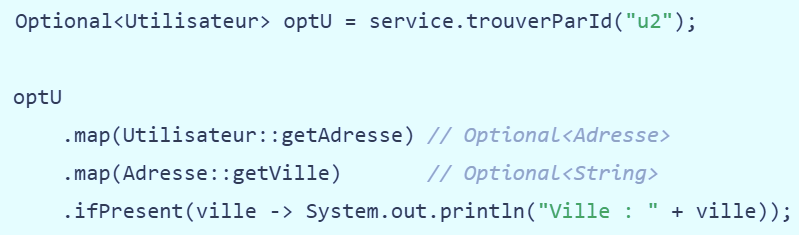 Optional<Utilisateur> optU = service.trouverParId("u2");
optU
.map(Utilisateur::getAdresse) // Optional<Adresse>
.map(Adresse::getVille) // Optional<String>
.ifPresent(ville -> System.out.println("Ville : " + ville));